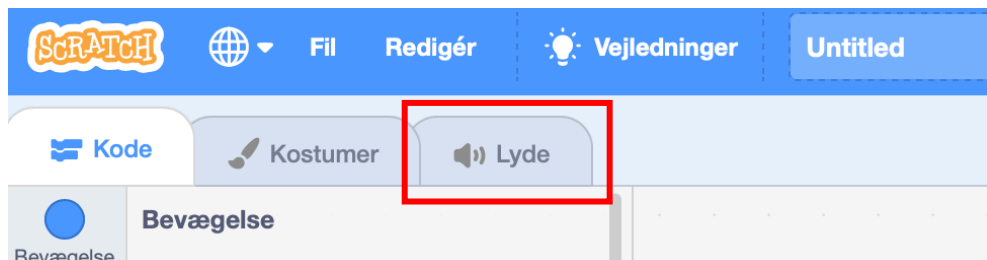 SCRATCH Fil Redigér Vejledninger Untitled
Kode Kostumer Lyde
Bevægelse
Bevægelse